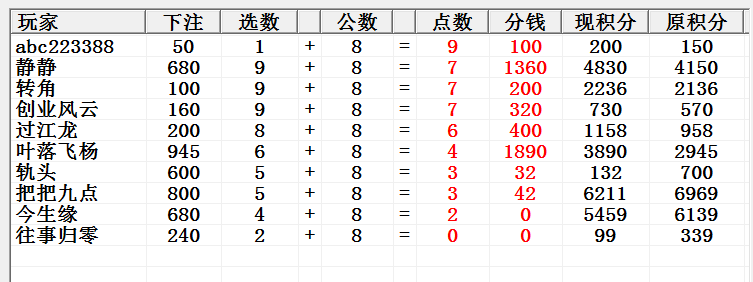 玩家 下注 选数 公数 点数 分钱 现积分 原积分
abc223388 50 1 + 8 = 9 100 200 150
静静 680 9 + 8 = 7 1360 4830 4150
转角 100 9 + 8 = 7 200 2236 2136
创业风云 160 9 + 8 = 7 320 730 570
过江龙 200 8 + 8 = 6 400 1158 958
叶落飞杨 945 6 + 8 = 4 1890 3890 2945
轨头 600 5 + 8 = 3 32 132 700
把把九点 800 5 + 8 = 3 42 6211 6969
今生缘 680 4 + 8 = 2 0 5459 6139
往事归零 240 2 + 8 = 0 0 99 339